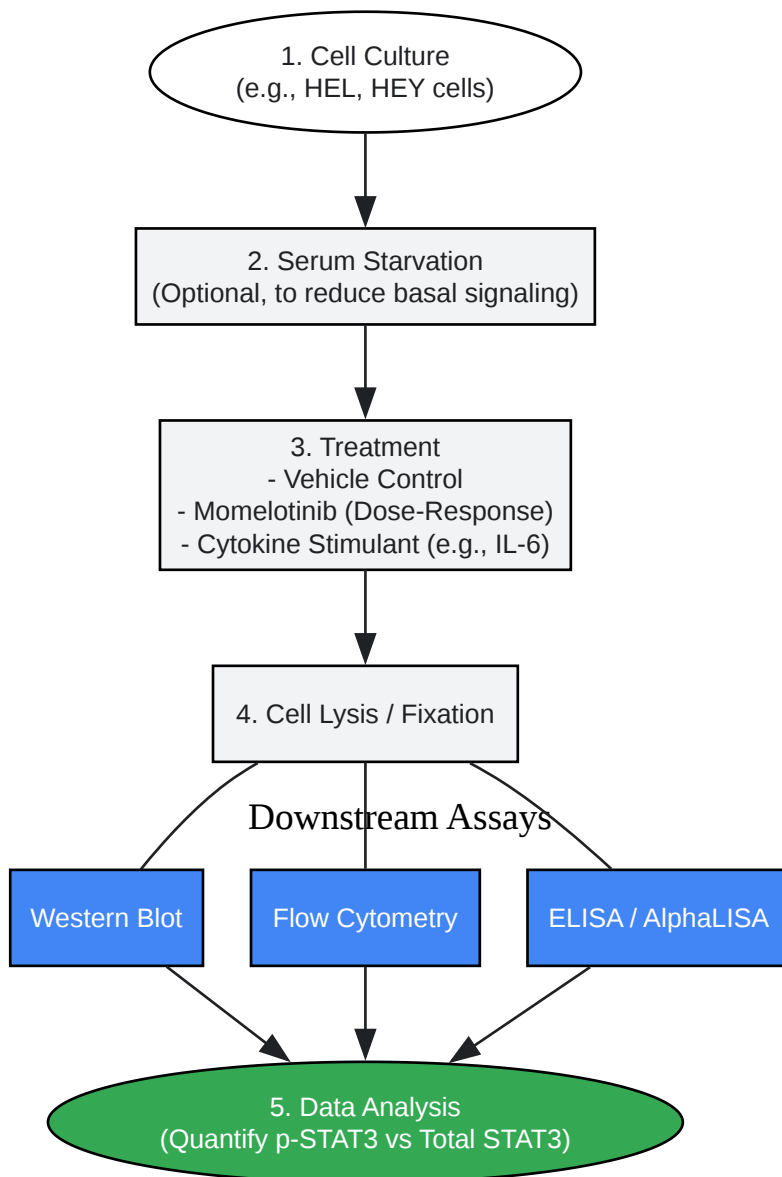 1. Cell Culture
(e.g., HEL, HEY cells)
2. Serum Starvation
(Optional, to reduce basal signaling)
3. Treatment
- Vehicle Control
- Momelotinib (Dose-Response)
- Cytokine Stimulant (e.g., IL-6)
4. Cell Lysis / Fixation
Downstream Assays
Western Blot
Flow Cytometry
ELISA / AlphaLISA
5. Data Analysis
(Quantify p-STAT3 vs Total STAT3)